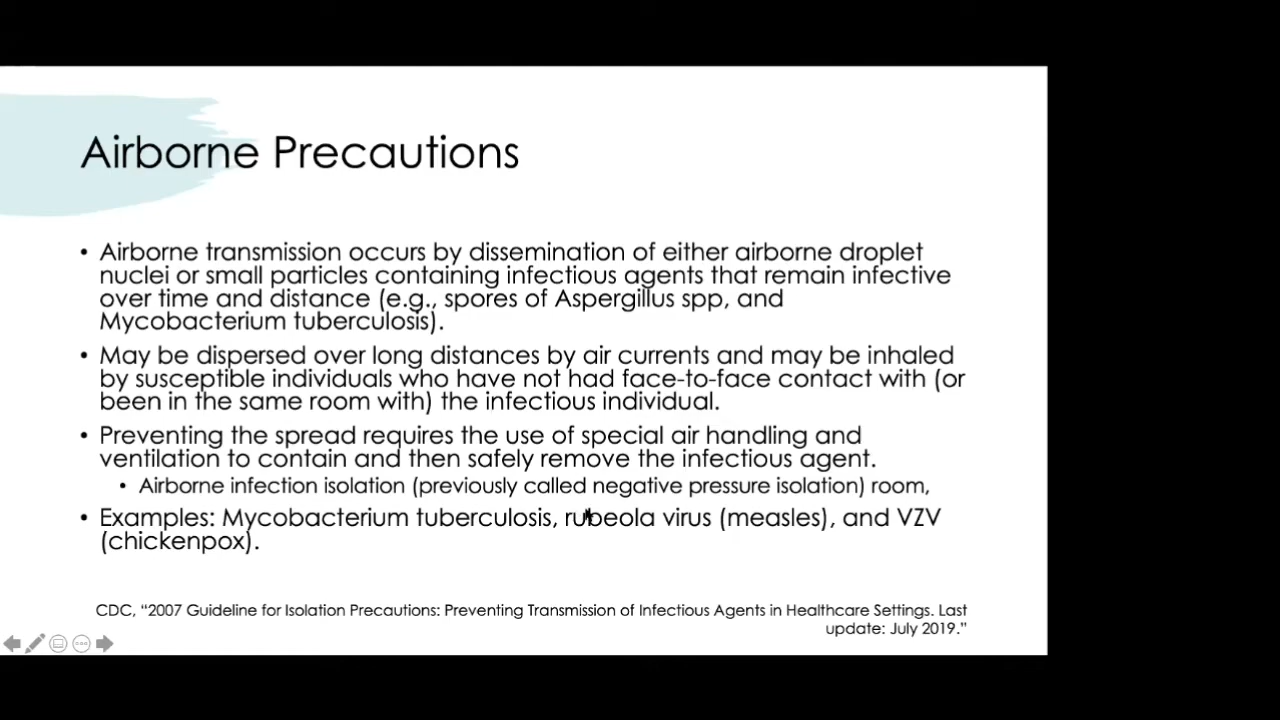 Airborne Precautions
• Airborne transmission occurs by dissemination of either airborne droplet
nuclei or small particles containing infectious agents that remain infective
over time and distance (e.g., spores of Aspergillus spp, and
Mycobacterium tuberculosis).
• May be dispersed over long distances by air currents and may be inhaled
by susceptible individuals who have not had face-to-face contact with (or
been in the same room with) the infectious individual.
• Preventing the spread requires the use of special air handling and
ventilation to contain and then safely remove the infectious agent.
• Airborne infection isolation (previously called negative pressure isolation) room,
• Examples: Mycobacterium tuberculosis, rubeola virus (measles), and VZV
(chickenpox).
CDC, “2007 Guideline for Isolation Precautions: Preventing Transmission of Infectious Agents in Healthcare Settings. Last
update: July 2019.”